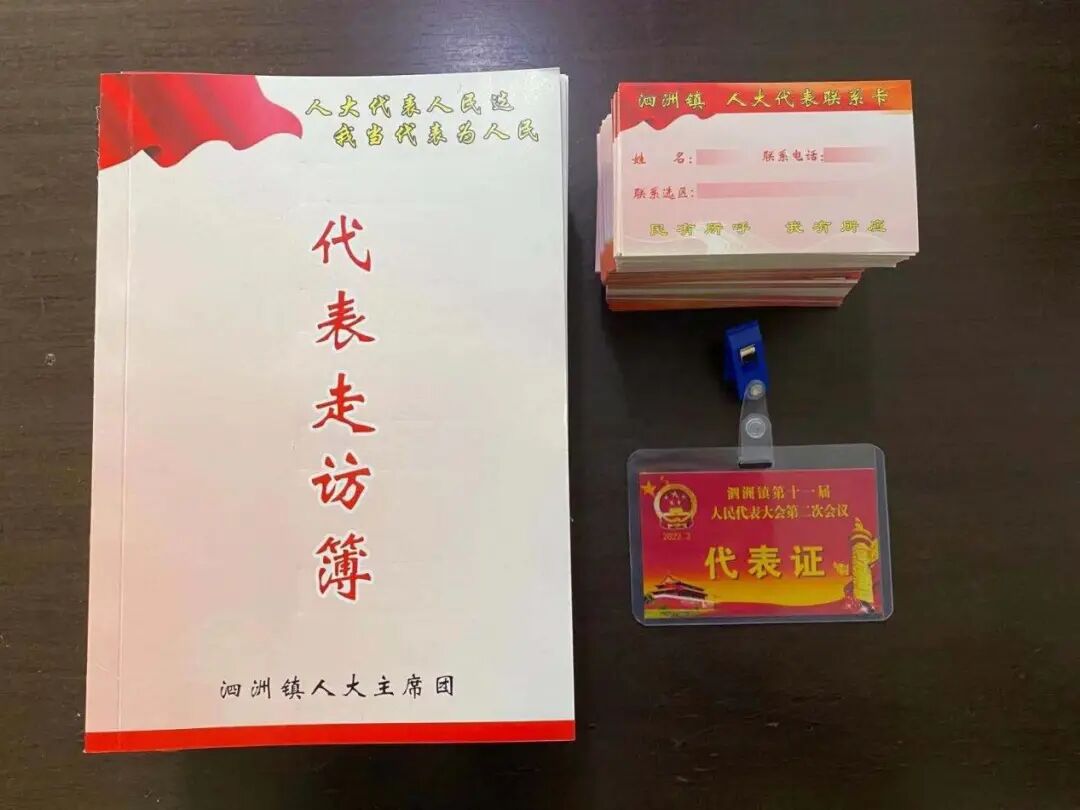 人大代表人民选
我当代表为人民
代表走访簿
泗洲镇人大主席团
泗洲镇 人大代表联系卡
姓 名: 联系电话:
联系选区:
民有所呼 我有所应
泗洲镇第十一届
人民代表大会第二次会议
2022.2
代表证